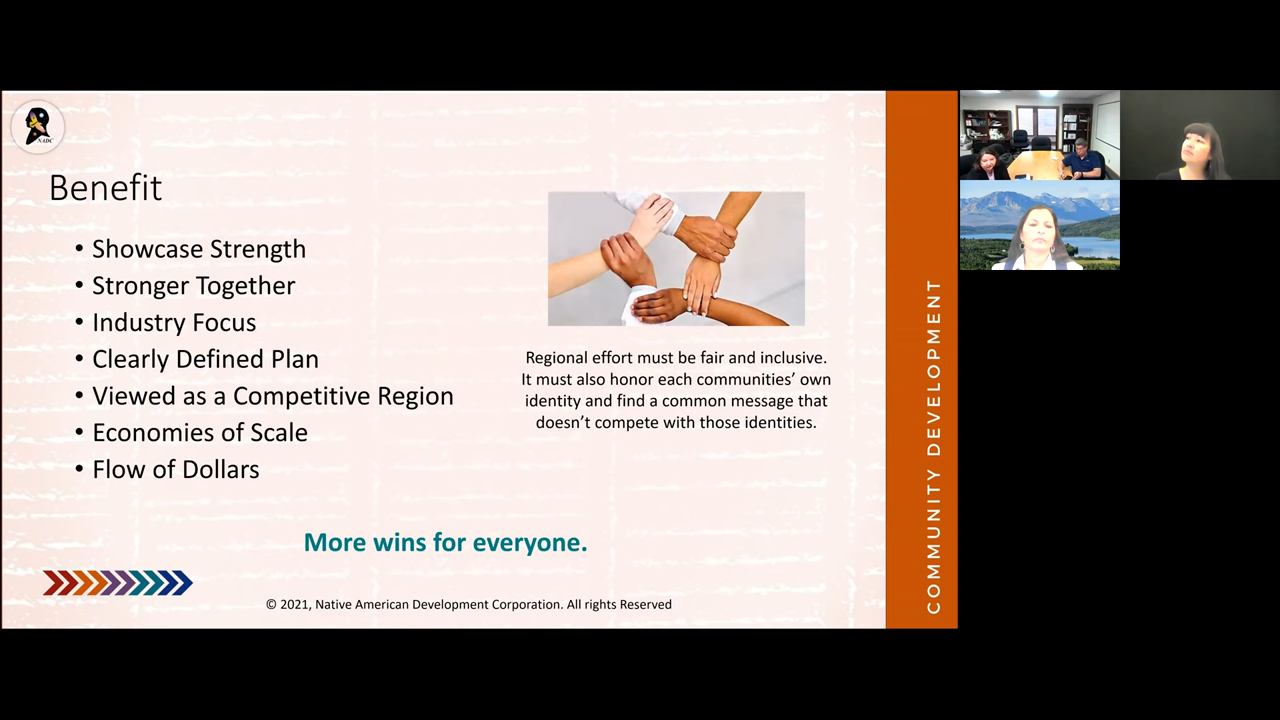 NADC
Benefit
• Showcase Strength
• Stronger Together
• Industry Focus
• Clearly Defined Plan
• Viewed as a Competitive Region
• Economies of Scale
• Flow of Dollars
Regional effort must be fair and inclusive.
It must also honor each communities’ own
identity and find a common message that
doesn’t compete with those identities.
More wins for everyone.
© 2021, Native American Development Corporation. All rights Reserved
COMMUNITY DEVELOPMENT